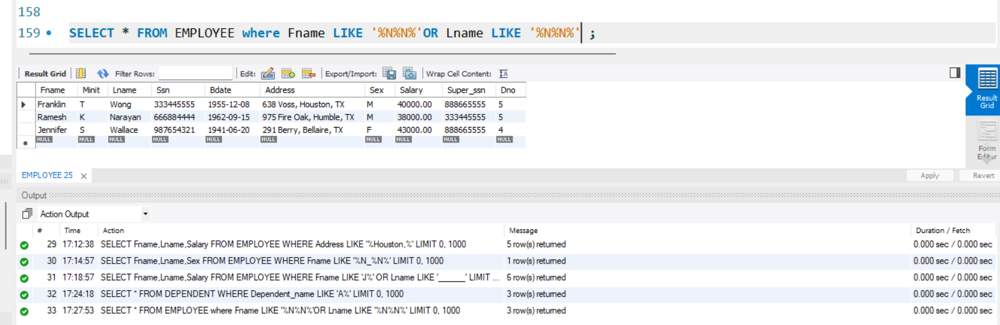 158
159 SELECT * FROM EMPLOYEE where Fname LIKE '%N%N%'OR Lname LIKE '%N%N%' ;
Result Grid Filter Rows: Edit: Export/Import: Wrap Cell Content:
Fname Minit Lname Ssn Bdate Address Sex Salary Super_ssn Dno
Franklin T Wong 333445555 1955-12-08 638 Voss, Houston, TX M 40000.00 888665555 5
Ramesh K Narayan 666884444 1962-09-15 975 Fire Oak, Humble, TX M 38000.00 333445555 5
Jennifer S Wallace 987654321 1941-06-20 291 Berry, Bellaire, TX F 43000.00 888665555 4
NULL NULL NULL NULL NULL NULL NULL NULL NULL NULL
Result
Grid
Form
Editor
EMPLOYEE 25 Apply Revert
Output
Action Output
# Time Action Message Duration / Fetch
29 17:12:38 SELECT Fname,Lname,Salary FROM EMPLOYEE WHERE Address LIKE '%Houston,%' LIMIT 0, 1000 5 row(s) returned 0.000 sec / 0.000 sec
30 17:14:57 SELECT Fname,Lname,Sex FROM EMPLOYEE WHERE Fname LIKE '%N_%N%' LIMIT 0, 1000 1 row(s) returned 0.000 sec / 0.000 sec
31 17:18:57 SELECT Fname,Lname,Salary FROM EMPLOYEE WHERE Fname LIKE 'J%' OR Lname LIKE '______' LIMIT ... 6 row(s) returned 0.000 sec / 0.000 sec
32 17:24:18 SELECT * FROM DEPENDENT WHERE Dependent_name LIKE 'A%' LIMIT 0, 1000 3 row(s) returned 0.000 sec / 0.000 sec
33 17:27:53 SELECT * FROM EMPLOYEE where Fname LIKE '%N%N%'OR Lname LIKE '%N%N%' LIMIT 0, 1000 3 row(s) returned 0.000 sec / 0.000 sec